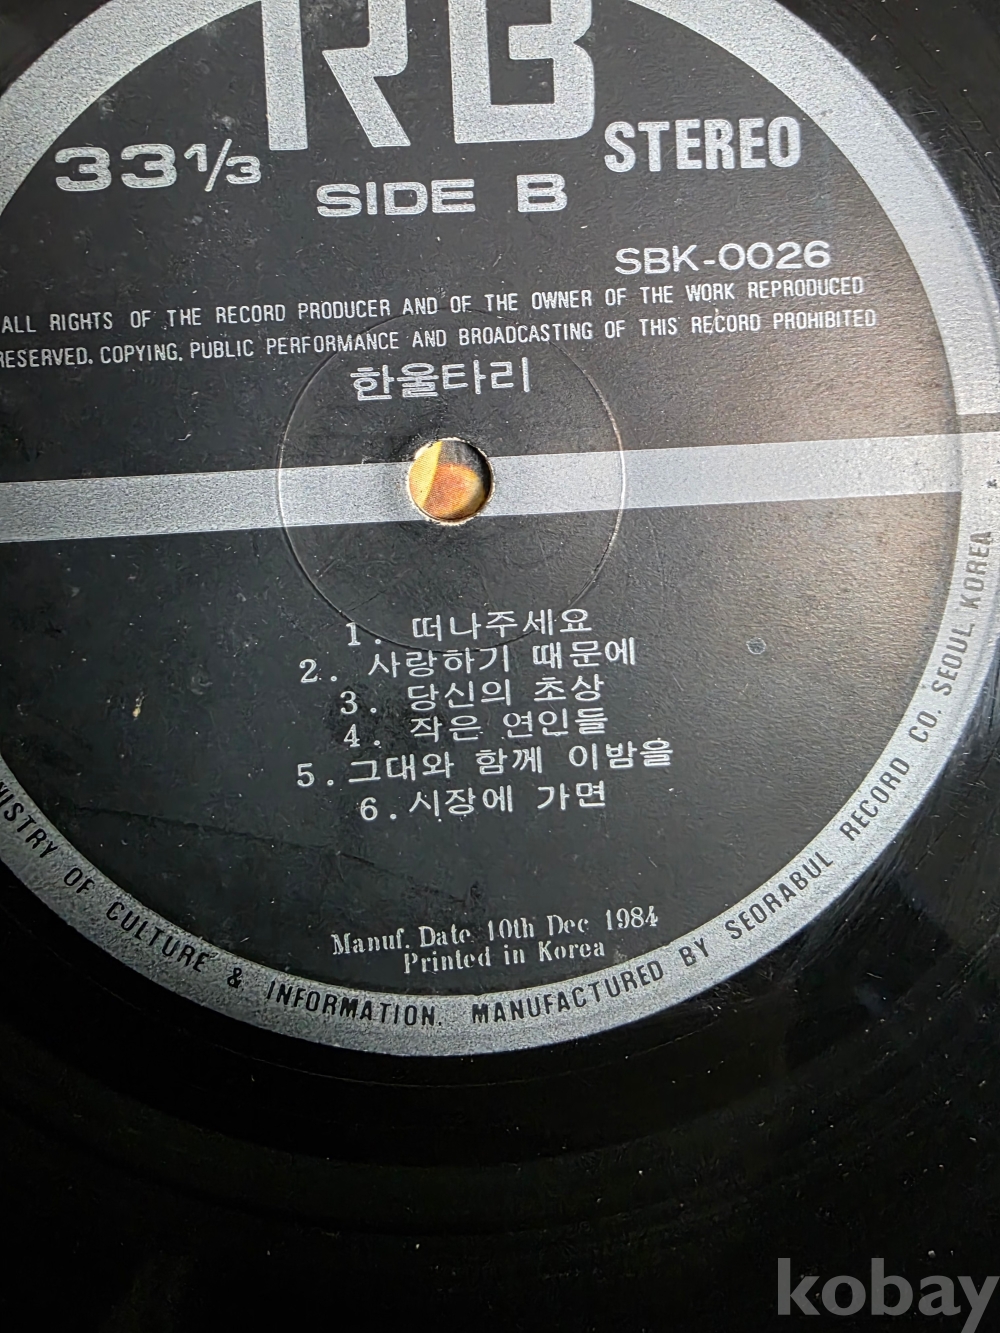 RB
33 1/3
STEREO
SIDE B
SBK-0026
ALL RIGHTS OF THE RECORD PRODUCER AND OF THE OWNER OF THE WORK REPRODUCED
RESERVED. COPYING, PUBLIC PERFORMANCE AND BROADCASTING OF THIS RECORD PROHIBITED
한울타리
1. 떠나주세요
2. 사랑하기 때문에
3. 당신의 초상
4. 작은 연인들
5. 그대와 함께 이밤을
6. 시장에 가면
Manuf. Date 10th Dec 1984
Printed in Korea
OF CULTURE & INFORMATION. MANUFACTURED BY SEORABUL RECORD CO. SEOUL KOREA
kobay